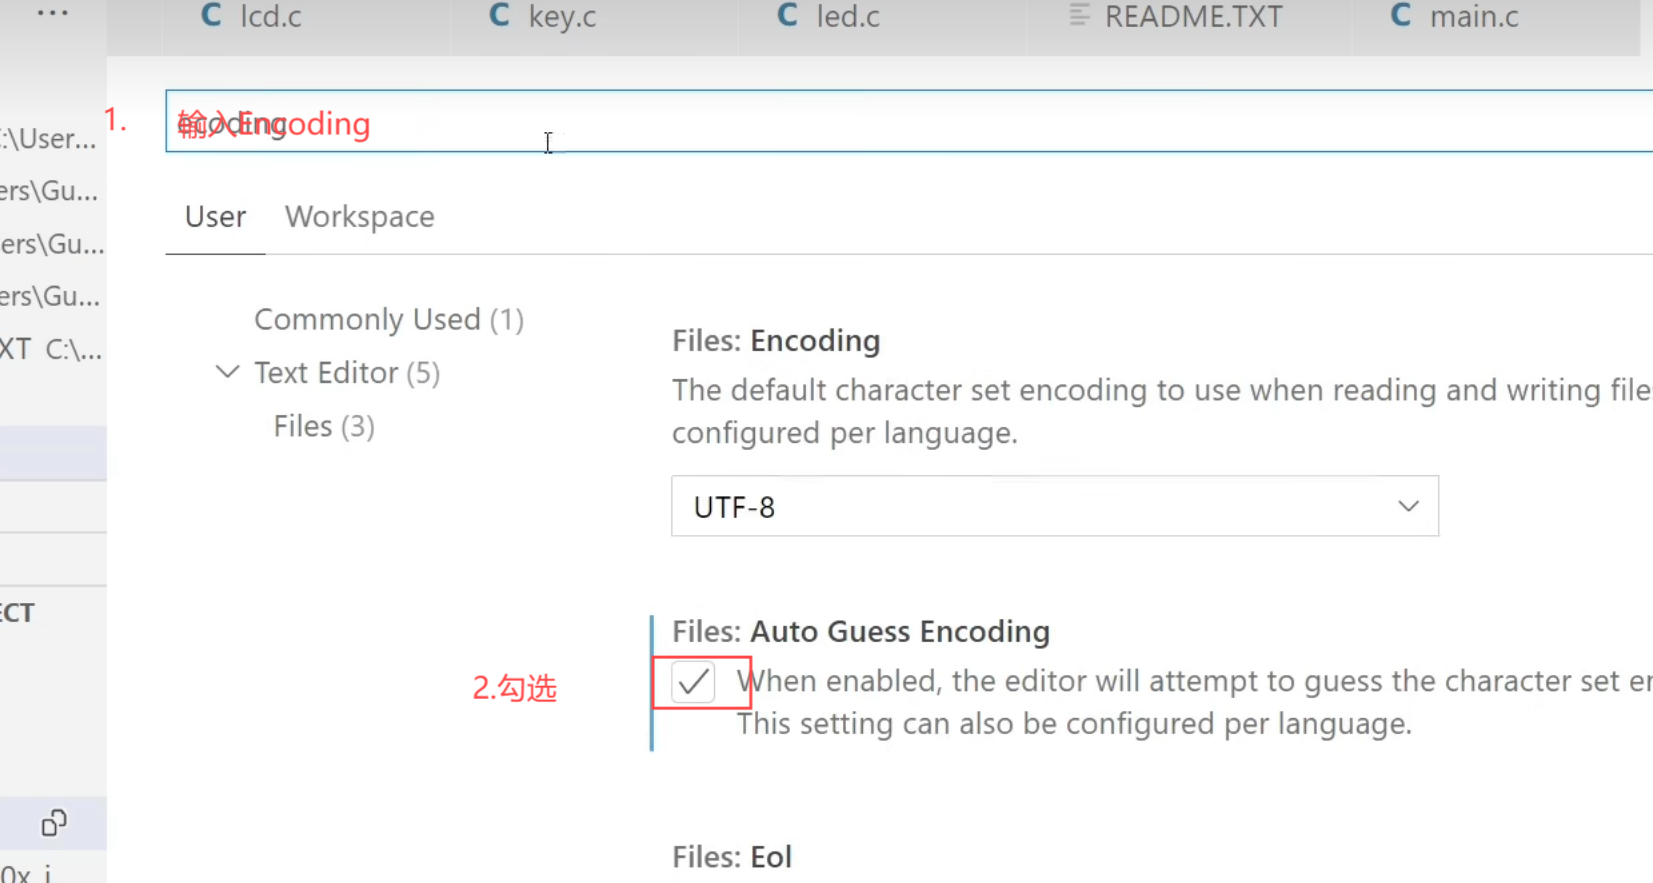 lcd.c
key.c
led.c
README.TXT
main.c
1.
输入Engoding
ecoding
:\User...
ers\Gu...
ers\Gu...
ers\Gu...
XT C:\...
User
Workspace
Commonly Used (1)
Text Editor (5)
Files (3)
Files: Encoding
The default character set encoding to use when reading and writing file
configured per language.
UTF-8
Files: Auto Guess Encoding
2.勾选
When enabled, the editor will attempt to guess the character set en
This setting can also be configured per language.
ECT
Files: Eol
0x_i